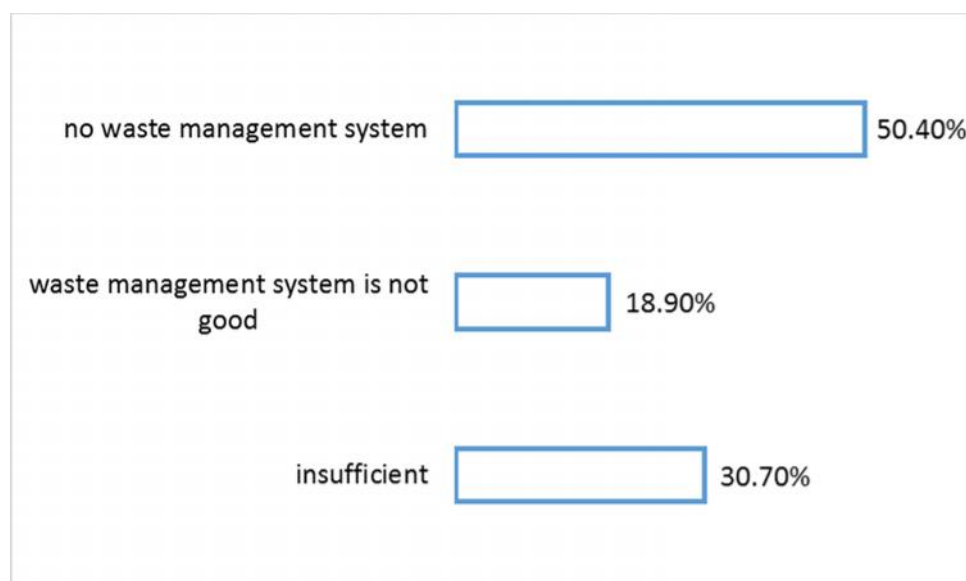 no waste management system
50.40%
waste management system is not
good
18.90%
insufficient
30.70%